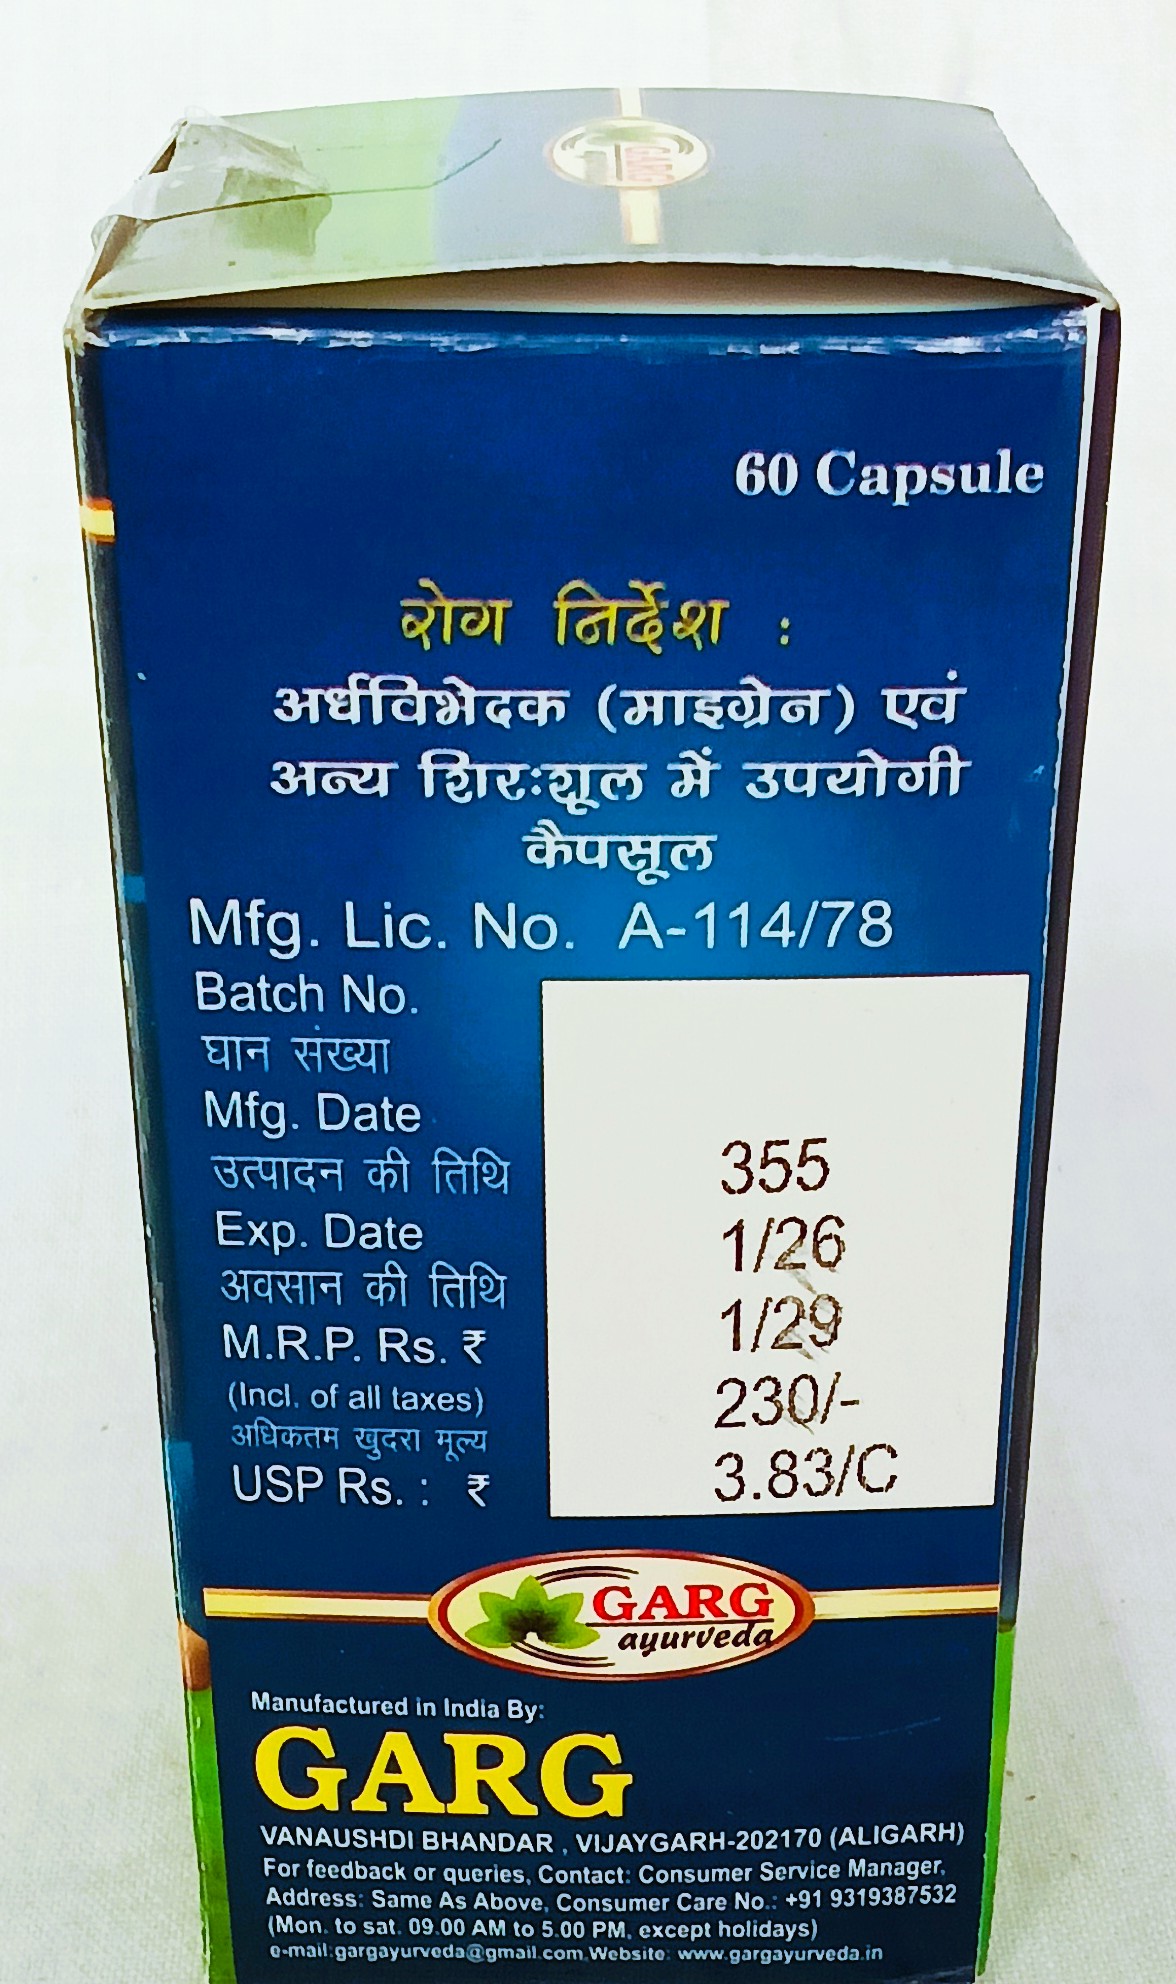 GARG
60 Capsule
रोग निर्देश :
अर्धविभेदक (माइग्रेन) एवं
अन्य शिरःशूल में उपयोगी
कैपसूल
Mfg. Lic. No. A-114/78
Batch No.
घान संख्या
Mfg. Date
उत्पादन की तिथि
355
Exp. Date
1/26
अवसान की तिथि
M.R.P. Rs. ₹
1/29
(Incl. of all taxes)
230/-
अधिकतम खुदरा मूल्य
USP Rs. : ₹
3.83/C
GARG
ayurveda
Manufactured in India By:
GARG
VANAUSHDI BHANDAR , VIJAYGARH-202170 (ALIGARH)
For feedback or queries, Contact: Consumer Service Manager,
Address: Same As Above, Consumer Care No.: +91 9319387532
(Mon. to sat. 09.00 AM to 5.00 PM, except holidays)
e-mail:gargayurveda@gmail.com Website: www.gargayurveda.in